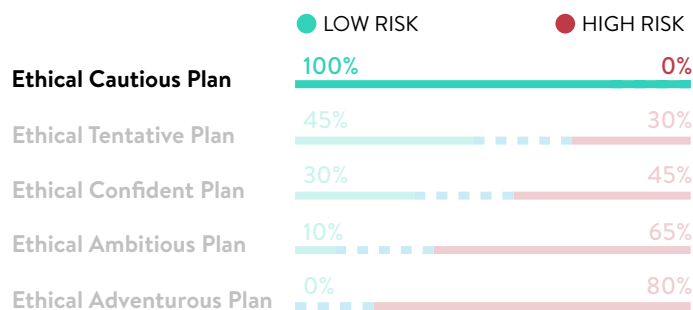 LOW RISK HIGH RISK
100% 0%
Ethical Cautious Plan
45% 30%
Ethical Tentative Plan
30% 45%
Ethical Confident Plan
10% 65%
Ethical Ambitious Plan
0% 80%
Ethical Adventurous Plan